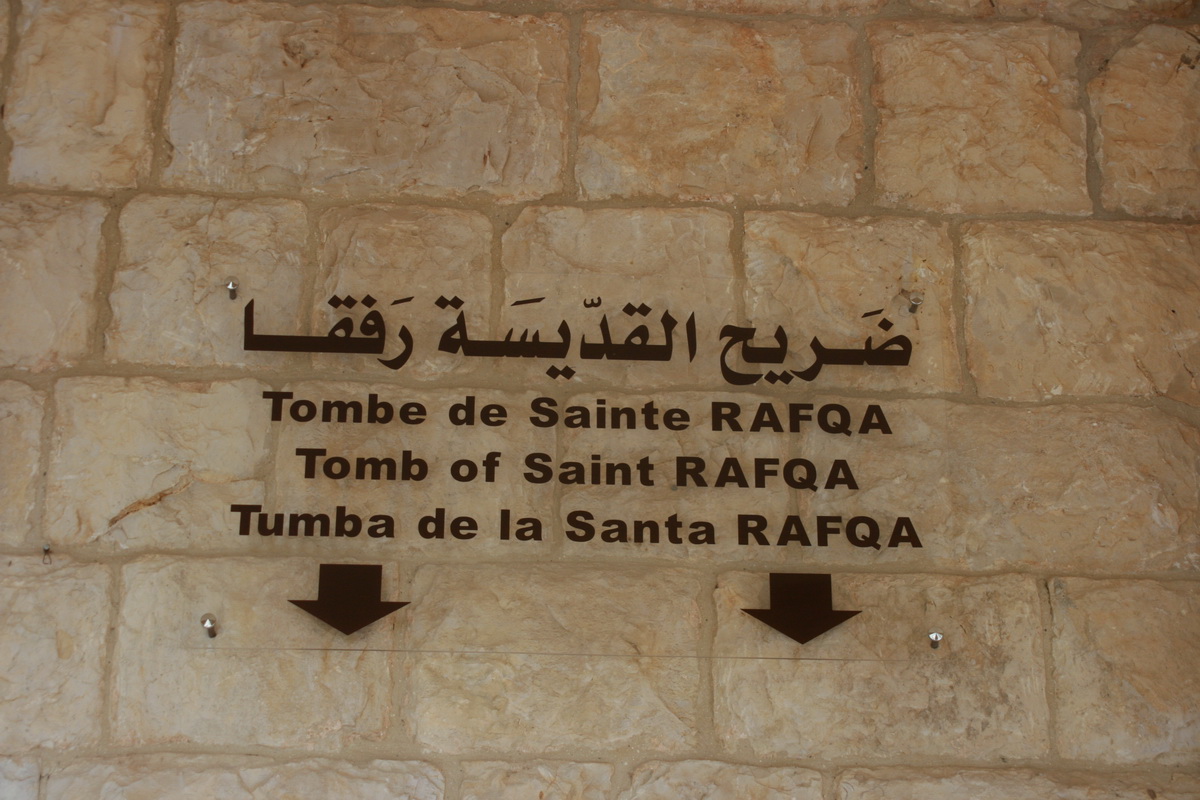 ضَريح القدّيسَة رَفقا
Tombe de Sainte RAFQA
Tomb of Saint RAFQA
Tumba de la Santa RAFQA